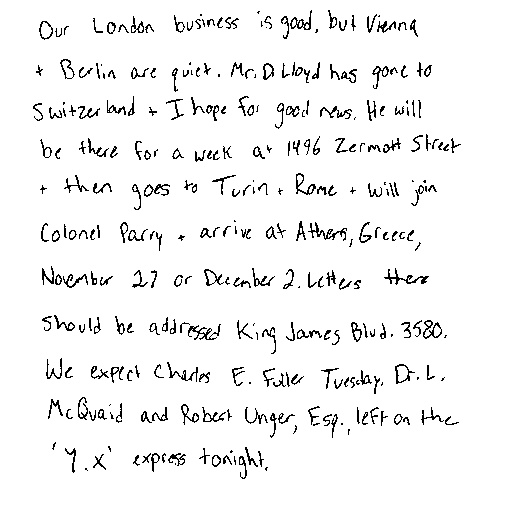 Our London business is good, but Vienna
+ Berlin are quiet. Mr. D. Lloyd has gone to
Switzerland + I hope for good news. He will
be there for a week at 1496 Zermott Street
+ then goes to Turin + Rome + will join
Colonel Parry + arrive at Athens, Greece,
November 27 or December 2. Letters there
should be addressed King James Blvd. 3580.
We expect Charles E. Fuller Tuesday. Dr. L.
McQuaid and Robert Unger, Esq., left on the
'Y.X' express tonight.